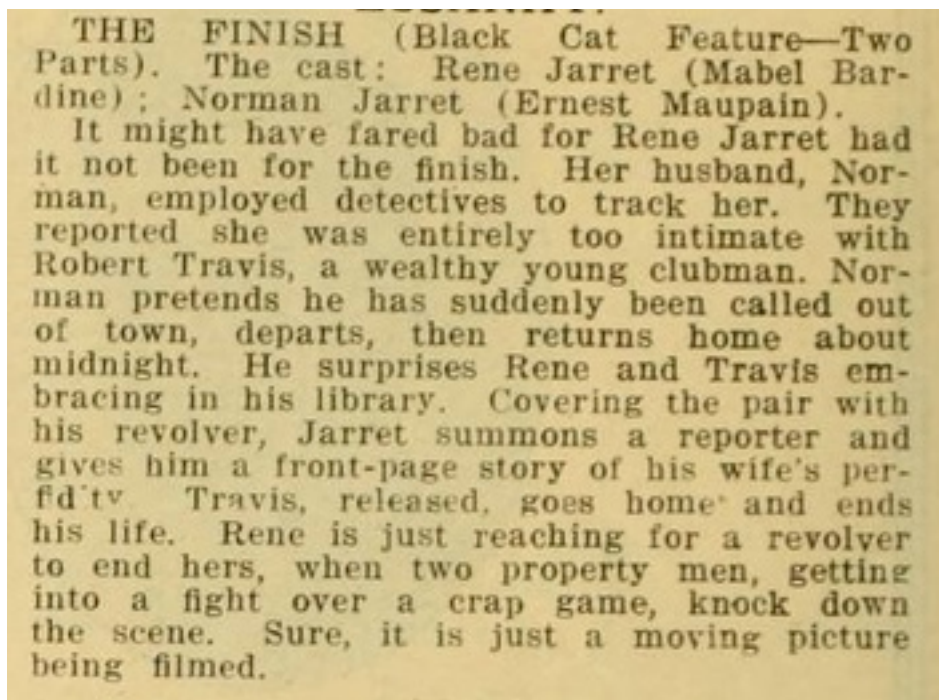 THE FINISH (Black Cat Feature—Two
Parts). The cast: Rene Jarret (Mabel Bar-
dine); Norman Jarret (Ernest Maupain).
It might have fared bad for Rene Jarret had
it not been for the finish. Her husband, Nor-
man, employed detectives to track her. They
reported she was entirely too intimate with
Robert Travis, a wealthy young clubman. Nor-
man pretends he has suddenly been called out
of town, departs, then returns home about
midnight. He surprises Rene and Travis em-
bracing in his library. Covering the pair with
his revolver, Jarret summons a reporter and
gives him a front-page story of his wife's per-
fidity. Travis, released, goes home and ends
his life. Rene is just reaching for a revolver
to end hers, when two property men, getting
into a fight over a crap game, knock down
the scene. Sure, it is just a moving picture
being filmed.